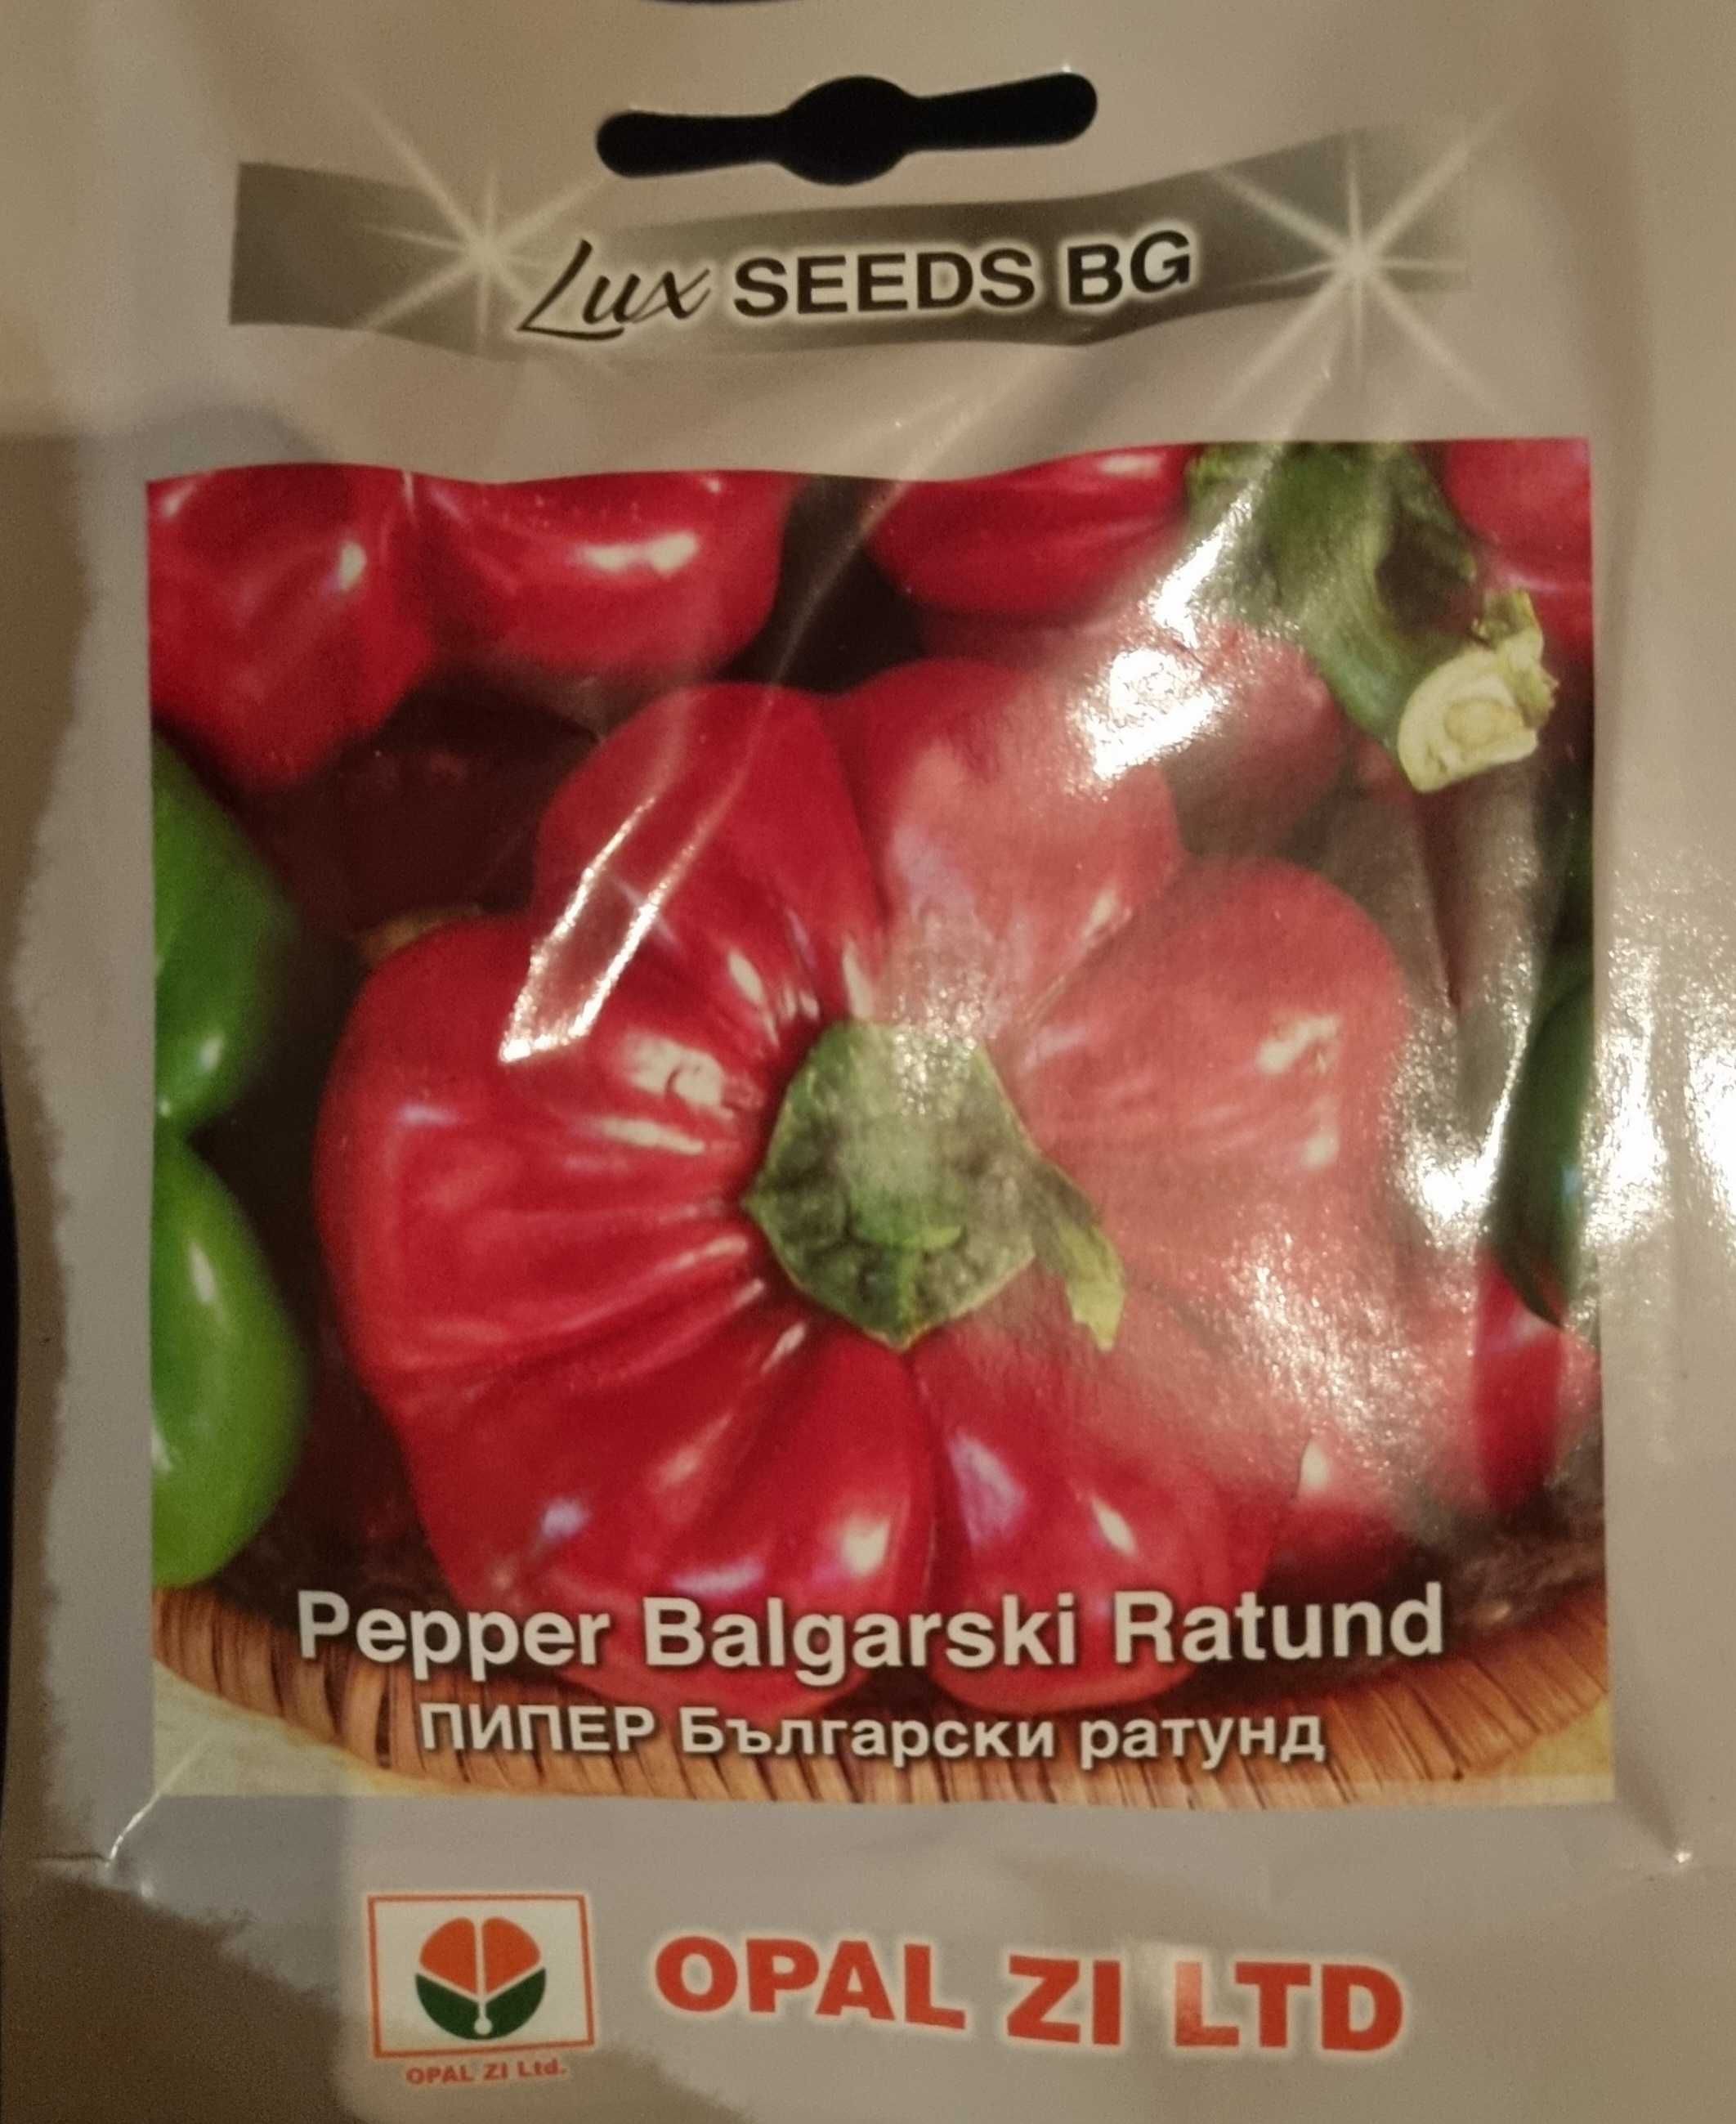 Lux SEEDS BG
Pepper Balgarski Ratund
ПИПЕР Български ратунд
OPAL ZI LTD
OPAL ZI Ltd.